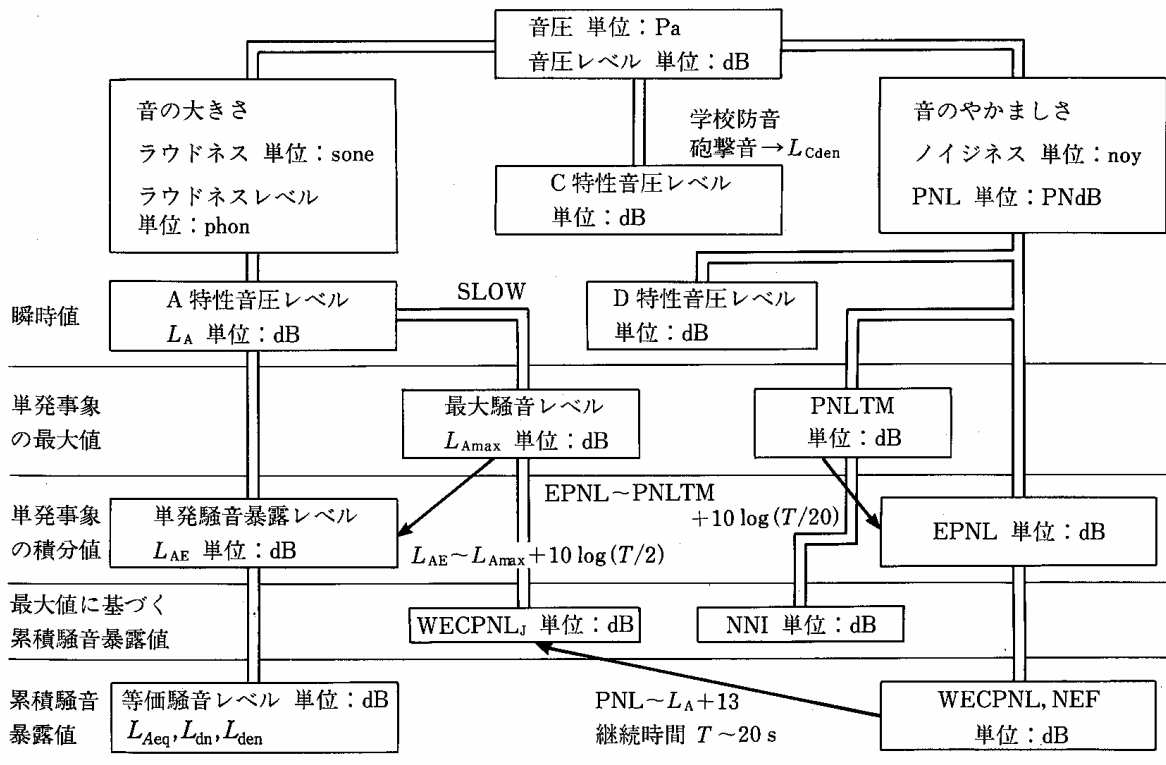 音圧 単位：Pa
音圧レベル 単位：dB
音の大きさ
ラウドネス 単位：sone
ラウドネスレベル
単位：phon
学校防音
砲撃音→L_Cden
C特性音圧レベル
単位：dB
音のやかましさ
ノイジネス 単位：noy
PNL 単位：PNdB
瞬時値
A特性音圧レベル
L_A 単位：dB
SLOW
D特性音圧レベル
単位：dB
単発事象
の最大値
最大騒音レベル
L_Amax 単位：dB
PNLTM
単位：dB
単発事象
の積分値
単発騒音暴露レベル
L_AE 単位：dB
EPNL~PNLTM
+10 log(T/20)
L_AE~L_Amax+10 log(T/2)
EPNL 単位：dB
最大値に基づく
累積騒音暴露値
WECPNL_J 単位：dB
NNI 単位：dB
累積騒音
暴露値
等価騒音レベル 単位：dB
L_Aeq, L_dn, L_den
PNL~L_A+13
継続時間 T~20 s
WECPNL, NEF
単位：dB